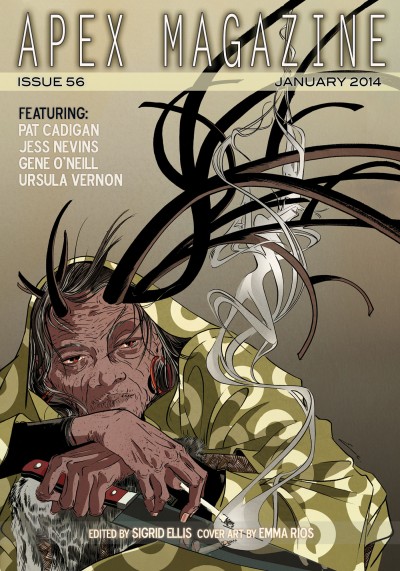 APEX MAGAZINE
ISSUE 56 JANUARY 2014
FEATURING:
PAT CADIGAN
JESS NEVINS
GENE O'NEILL
URSULA VERNON
EDITED BY SIGRID ELLIS COVER ART BY EMMA RIOS